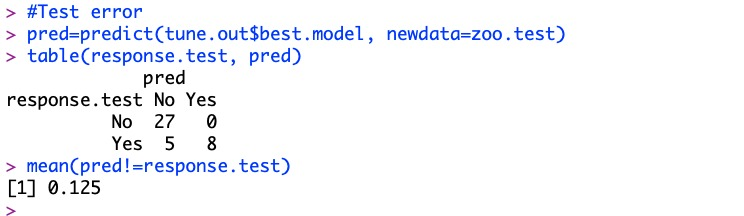 > #Test error
> pred=predict(tune.out$best.model, newdata=zoo.test)
> table(response.test, pred)
             pred
response.test No Yes
          No  27   0
          Yes  5   8
> mean(pred!=response.test)
[1] 0.125
>